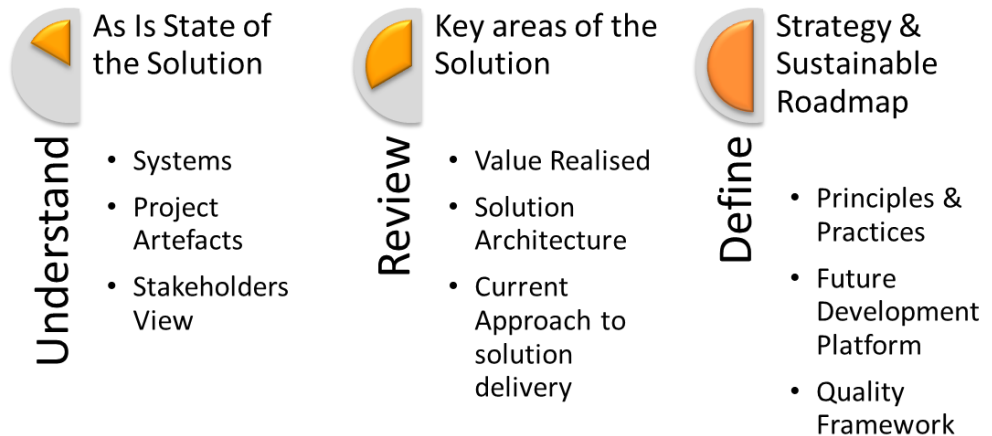 As Is State of
the Solution
Understand
• Systems
• Project
Artefacts
• Stakeholders
View
Key areas of the
Solution
Review
• Value Realised
• Solution
Architecture
• Current
Approach to
solution
delivery
Strategy &
Sustainable
Roadmap
Define
• Principles &
Practices
• Future
Development
Platform
• Quality
Framework